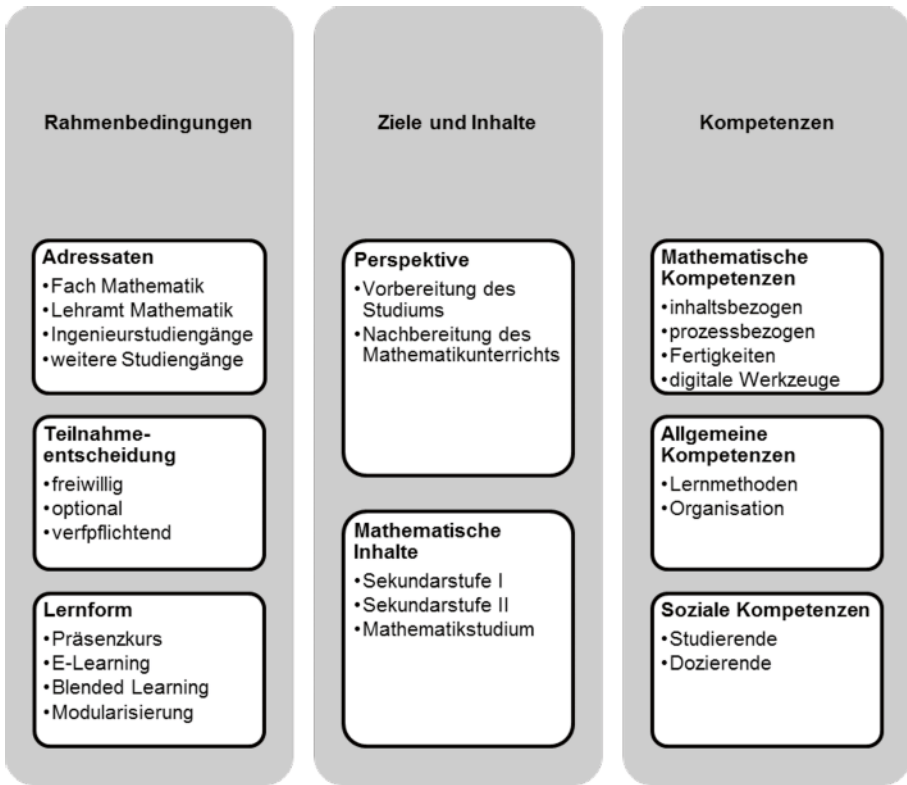 Rahmenbedingungen
Adressaten
•Fach Mathematik
•Lehramt Mathematik
•Ingenieurstudiengänge
•weitere Studiengänge
Teilnahme-
entscheidung
•freiwillig
•optional
•verfpflichtend
Lernform
•Präsenzkurs
•E-Learning
•Blended Learning
•Modularisierung
Ziele und Inhalte
Perspektive
•Vorbereitung des
Studiums
•Nachbereitung des
Mathematikunterrichts
Mathematische
Inhalte
•Sekundarstufe I
•Sekundarstufe II
•Mathematikstudium
Kompetenzen
Mathematische
Kompetenzen
•inhaltsbezogen
•prozessbezogen
•Fertigkeiten
•digitale Werkzeuge
Allgemeine
Kompetenzen
•Lernmethoden
•Organisation
Soziale Kompetenzen
•Studierende
•Dozierende